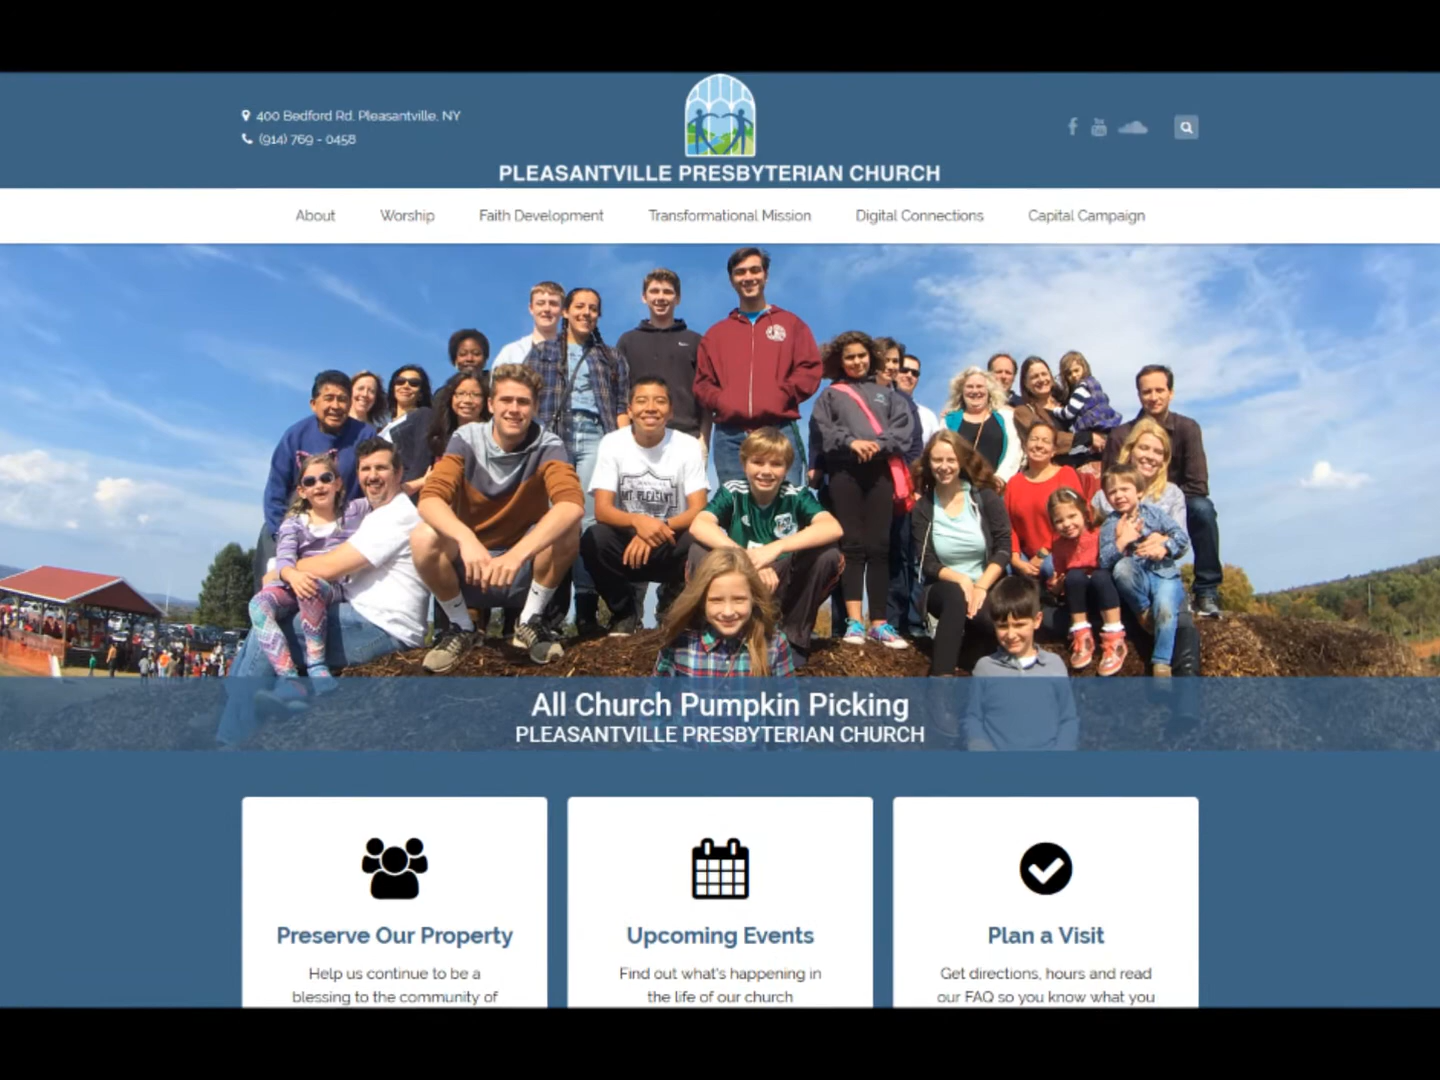 400 Bedford Rd. Pleasantville, NY
(914) 769 - 0458
PLEASANTVILLE PRESBYTERIAN CHURCH
About
Worship
Faith Development
Transformational Mission
Digital Connections
Capital Campaign
MT PLEASANT
All Church Pumpkin Picking
PLEASANTVILLE PRESBYTERIAN CHURCH
Preserve Our Property
Help us continue to be a
blessing to the community of
Upcoming Events
Find out what's happening in
the life of our church
Plan a Visit
Get directions, hours and read
our FAQ so you know what you